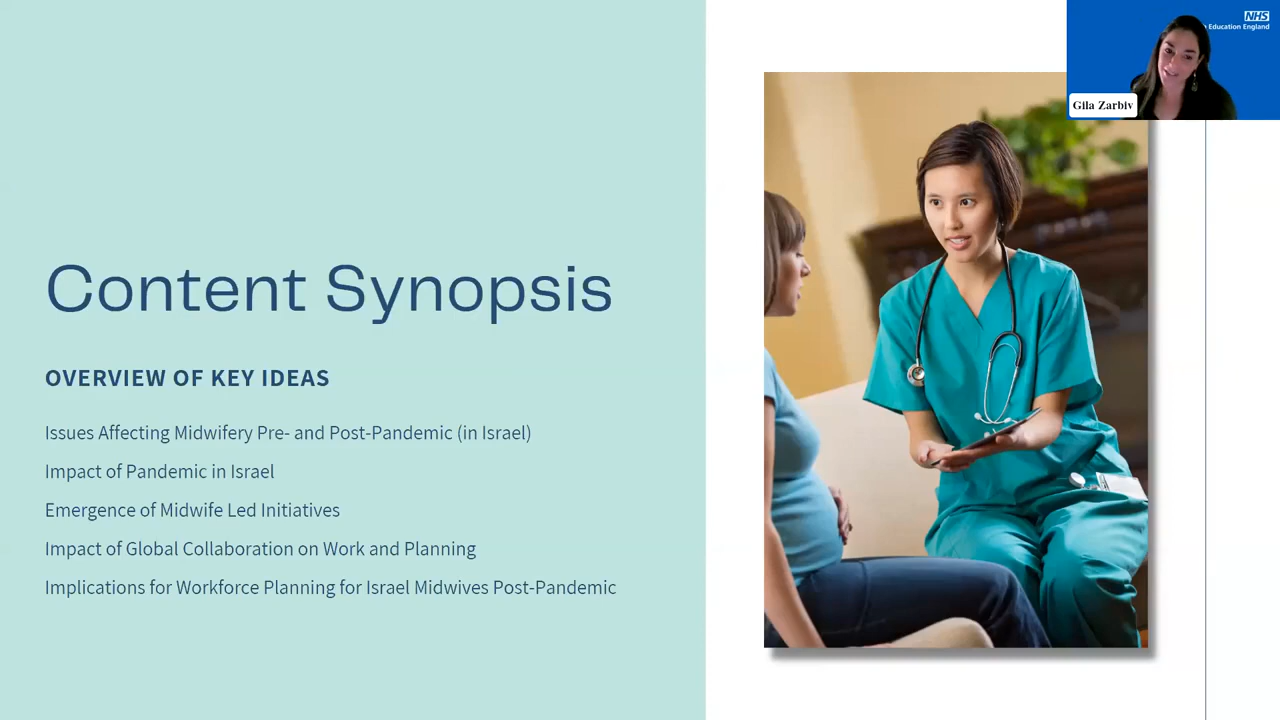 Content Synopsis
OVERVIEW OF KEY IDEAS
Issues Affecting Midwifery Pre- and Post-Pandemic (in Israel)
Impact of Pandemic in Israel
Emergence of Midwife Led Initiatives
Impact of Global Collaboration on Work and Planning
Implications for Workforce Planning for Israel Midwives Post-Pandemic
NHS
Education England
Gila Zarbiv